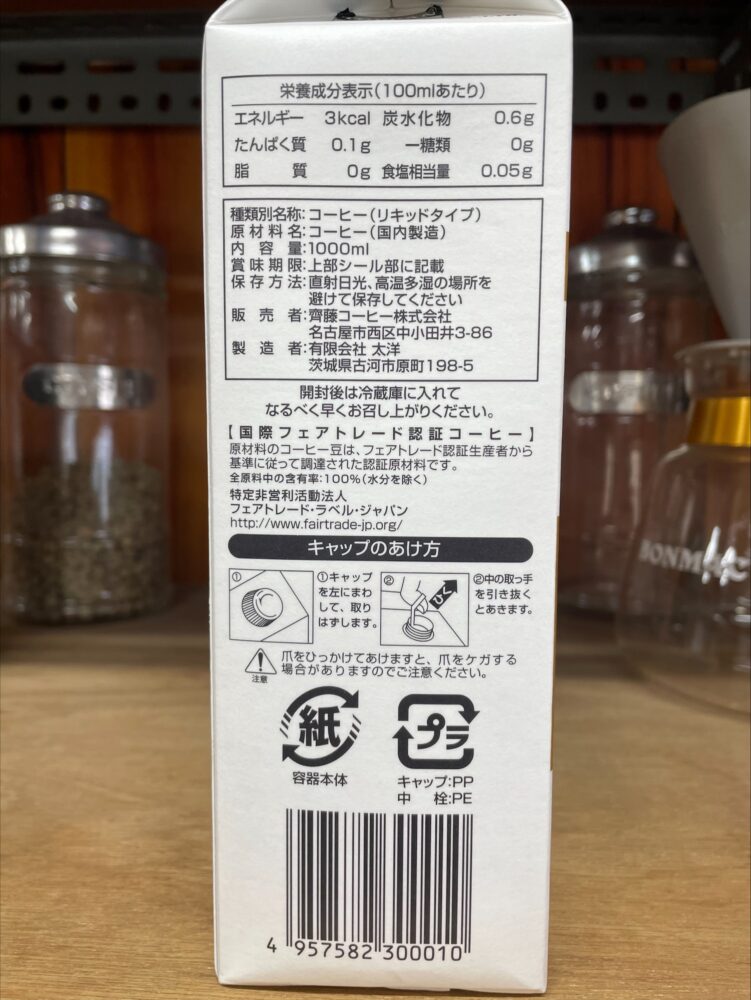 栄養成分表示(100mlあたり)
エネルギー 3kcal 炭水化物 0.6g
たんぱく質 0.1g ー糖類 0g
脂質 0g 食塩相当量 0.05g
種類別名称:コーヒー(リキッドタイプ)
原材料名:コーヒー(国内製造)
内容量:1000ml
賞味期限:上部シール部に記載
保存方法:直射日光、高温多湿の場所を
避けて保存してください
販売者:齊藤コーヒー株式会社
名古屋市西区中小田井3-86
製造者:有限会社 太洋
茨城県古河市原町198-5
開封後は冷蔵庫に入れて
なるべく早くお召し上がりください。
【国際フェアトレード認証コーヒー】
原材料のコーヒー豆は、フェアトレード認証生産者から
基準に従って調達された認証原材料です。
全原料中の含有率:100%(水分を除く)
特定非営利活動法人
フェアトレード・ラベル・ジャパン
http://www.fairtrade-jp.org/
キャップのあけ方
①
①キャップ
を左にまわ
して、取り
はずします。
②
ひく
②中の取っ手
を引き抜く
とあきます。
注意
爪をひっかけてあけますと、爪をケガする
場合がありますのでご注意ください。
紙
容器本体
プラ
キャップ:PP
中栓:PE
4 957582 300010